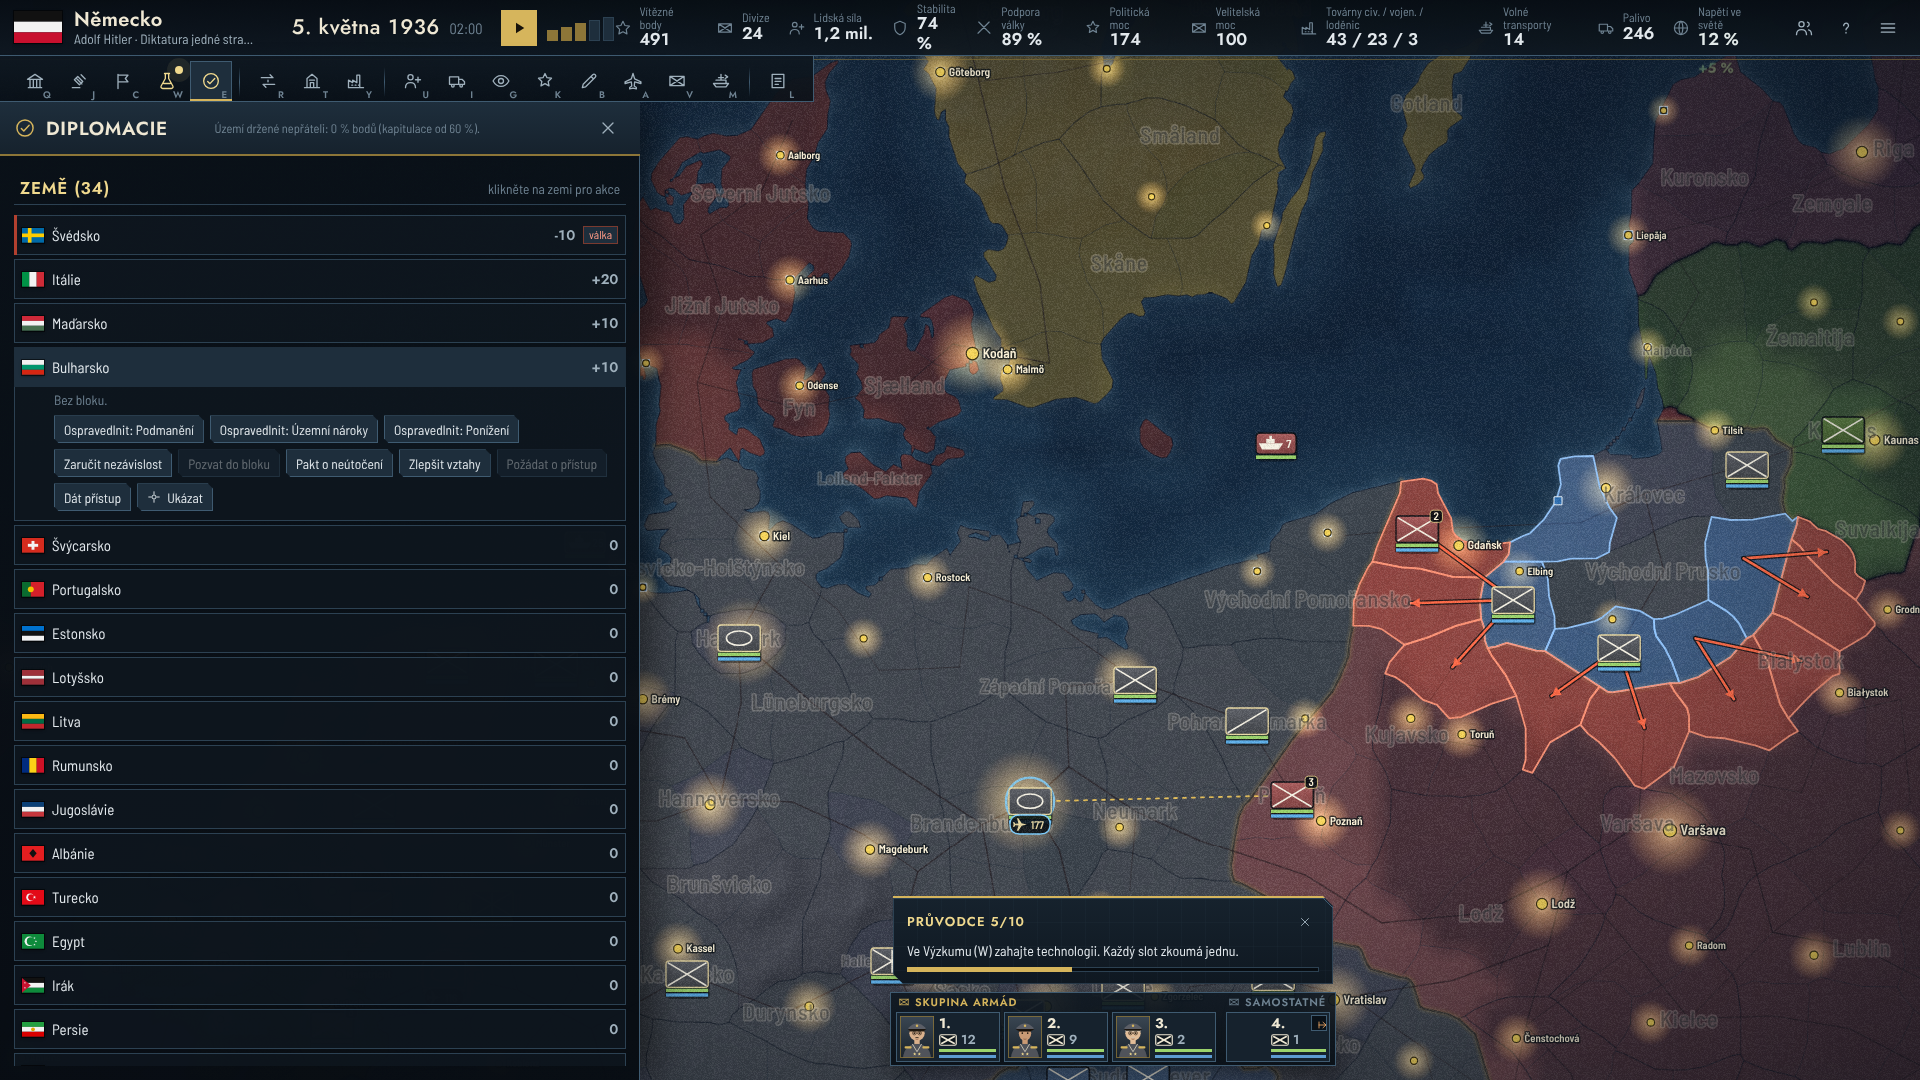 Německo
Adolf Hitler · Diktatura jedné stra...
5. května 1936 02:00
Vítězné body 491
Divize 24
Lidská síla 1,2 mil.
Stabilita 74 %
Podpora války 89 %
Politická moc 174
Velitelská moc 100
Továrny civ. / vojen. / loděnic 43 / 23 / 3
Volné transporty 14
Palivo 246
Napětí ve světě 12 %
+5 %
?
Q J C W E R T Y U I G K B A V M L
DIPLOMACIE
Území držené nepřáteli: 0 % bodů (kapitulace od 60 %).
ZEMĚ (34)
klikněte na zemi pro akce
Švédsko -10 válka
Itálie +20
Maďarsko +10
Bulharsko +10
Bez bloku.
Ospravedlnit: Podmanění
Ospravedlnit: Územní nároky
Ospravedlnit: Ponížení
Zaručit nezávislost
Pozvat do bloku
Pakt o neútočení
Zlepšit vztahy
Požádat o přístup
Dát přístup
Ukázat
Švýcarsko 0
Portugalsko 0
Estonsko 0
Lotyšsko 0
Litva 0
Rumunsko 0
Jugoslávie 0
Albánie 0
Turecko 0
Egypt 0
Irák 0
Persie 0
Göteborg
Gotland
Småland
Riga
Aalborg
Kuronsko
Severní Jutsko
Zemgale
Liepāja
Skåne
Aarhus
Jižní Jutsko
Žemaitija
Klaipėda
Kodaň
Malmö
Odense
Sjælland
Fyn
Tilsit
Kaunas
7
Lolland-Falster
Královec
2
Suvalkija
Kiel
Gdaňsk
Rostock
Elbing
Východní Prusko
Východní Pomořansko
Grodn
Białystok
Białystok
Západní Pomořa
Lüneburgsko
Brémy
Kujavsko
Toruň
Mazovsko
Hannoversko
3
Poznaň
Neumark
177
Varšava
Varšava
Magdeburk
Brunšvicko
Lodž
Lodž
Radom
Lublin
Kassel
Durynsko
Vratislav
Kielce
Čenstochová
PRŮVODCE 5/10
Ve Výzkumu (W) zahajte technologii. Každý slot zkoumá jednu.
SKUPINA ARMÁD
SAMOSTATNÉ
1. 12
2. 9
3. 2
4. 1